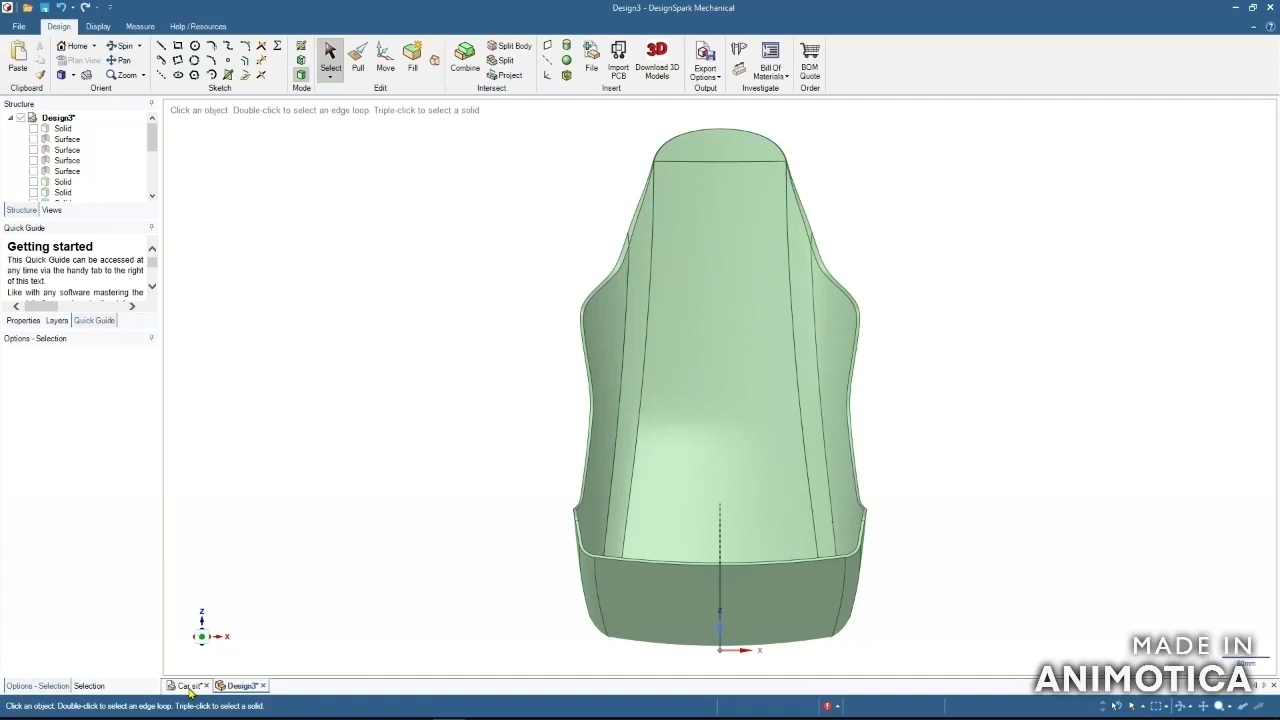 Design3 - DesignSpark Mechanical
File Design Display Measure Help / Resources
Paste
Home Spin
Plan View Pan
Zoom
Select Pull Move Fill
Combine
Split Body
Split
Project
File Import PCB Download 3D Models
Export Options
Bill Of Materials
BOM Quote
Clipboard Orient Sketch Mode Edit Intersect Insert Output Investigate Order
Structure
Click an object. Double-click to select an edge loop. Triple-click to select a solid.
Design3*
Solid
Surface
Surface
Surface
Surface
Solid
Solid
Structure Views
Quick Guide
Getting started
This Quick Guide can be accessed at
any time via the handy tab to the right
of this text.
Like with any software mastering the
Properties Layers Quick Guide
Options - Selection
Z
X
Z
X
MADE IN
ANIMOTICA
Options - Selection Selection Design3*
Click an object. Double-click to select an edge loop. Triple-click to select a solid.